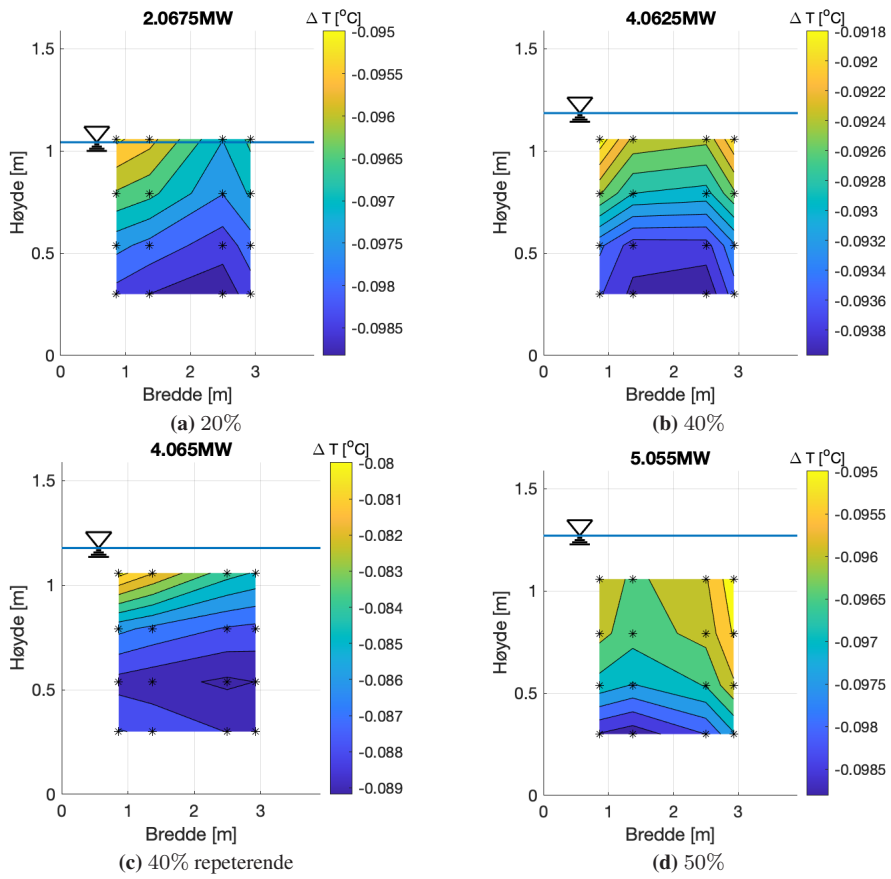 2.0675MW
Δ T [°C]
1.5
1
0.5
0
Høyde [m]
0 1 2 3
Bredde [m]
-0.095
-0.0955
-0.096
-0.0965
-0.097
-0.0975
-0.098
-0.0985
(a) 20%
4.0625MW
Δ T [°C]
1.5
1
0.5
0
Høyde [m]
0 1 2 3
Bredde [m]
-0.0918
-0.092
-0.0922
-0.0924
-0.0926
-0.0928
-0.093
-0.0932
-0.0934
-0.0936
-0.0938
(b) 40%
4.065MW
Δ T [°C]
1.5
1
0.5
0
Høyde [m]
0 1 2 3
Bredde [m]
-0.08
-0.081
-0.082
-0.083
-0.084
-0.085
-0.086
-0.087
-0.088
-0.089
(c) 40% repeterende
5.055MW
Δ T [°C]
1.5
1
0.5
0
Høyde [m]
0 1 2 3
Bredde [m]
-0.095
-0.0955
-0.096
-0.0965
-0.097
-0.0975
-0.098
-0.0985
(d) 50%